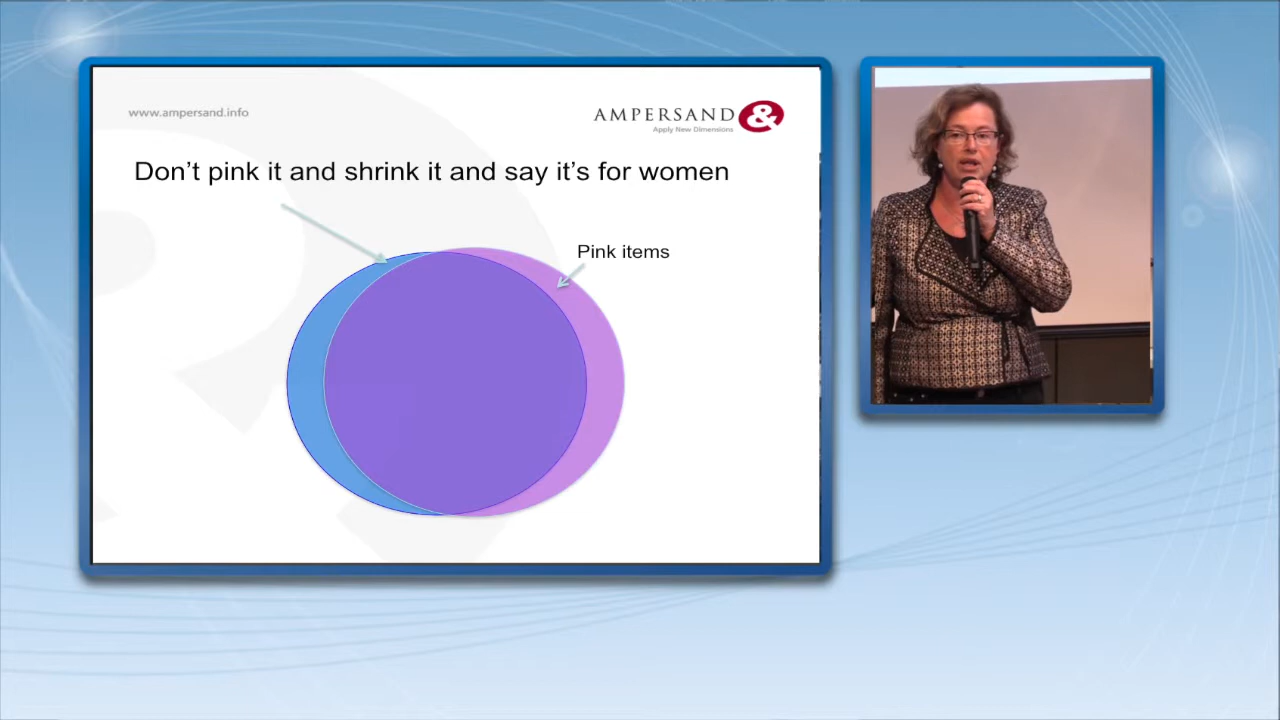 www.ampersand.info
AMPERSAND &
Apply New Dimensions
Don’t pink it and shrink it and say it’s for women
Pink items